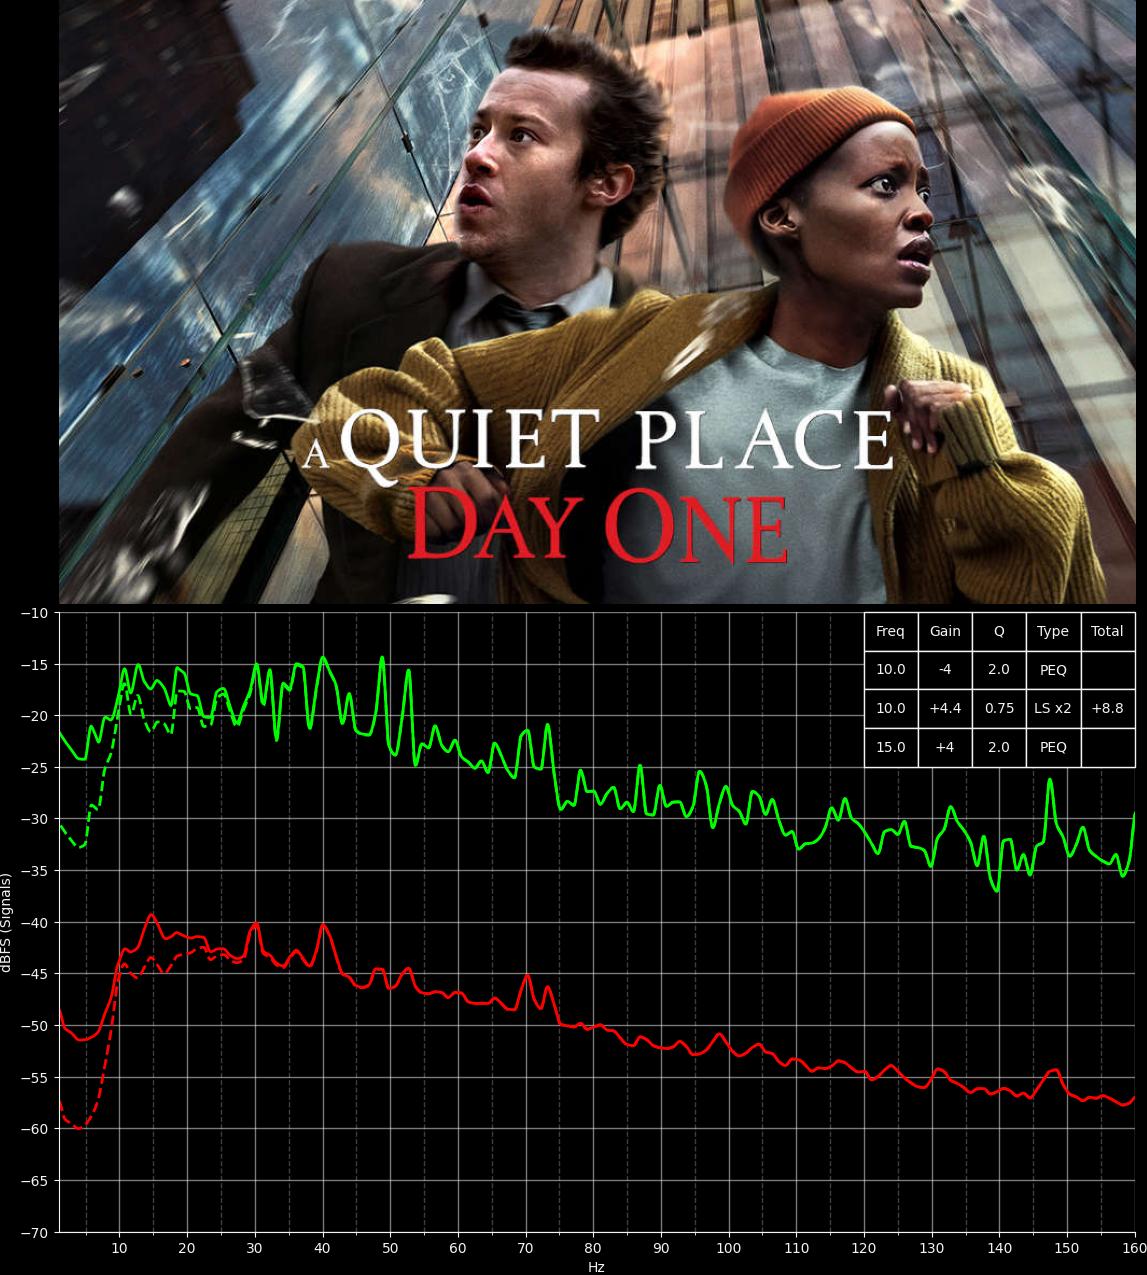 A QUIET PLACE
DAY ONE
Freq Gain Q Type Total
10.0 -4 2.0 PEQ
10.0 +4.4 0.75 LS x2 +8.8
15.0 +4 2.0 PEQ
−10
−15
−20
−25
−30
−35
−40
−45
−50
−55
−60
−65
−70
dBFS (Signals)
10 20 30 40 50 60 70 80 90 100 110 120 130 140 150 160
Hz